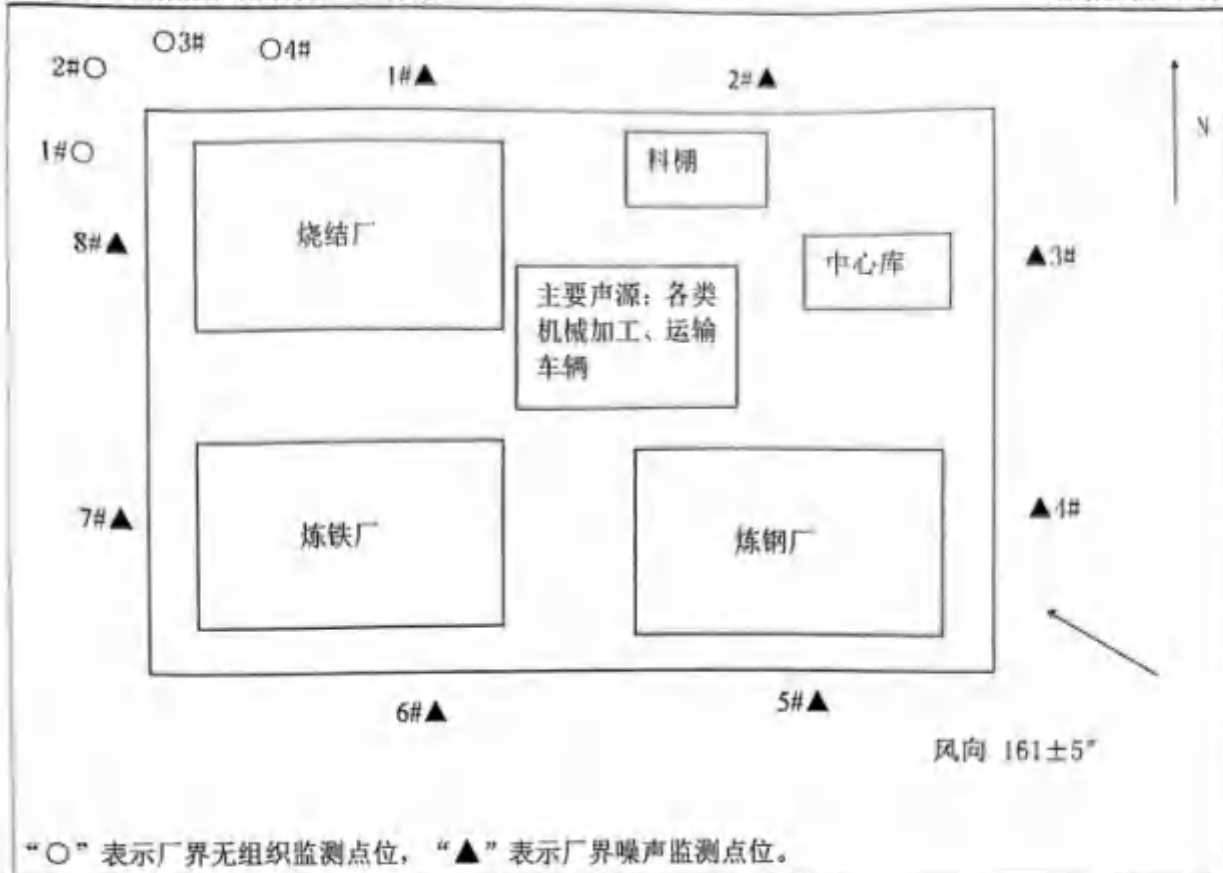 ○3#
○4#
2#○
1#▲
2#▲
N
1#○
料棚
烧结厂
8#▲
中心库
▲3#
主要声源：各类
机械加工、运输
车辆
7#▲
炼铁厂
炼钢厂
▲4#
6#▲
5#▲
风向 161±5°
“○”表示厂界无组织监测点位，“▲”表示厂界噪声监测点位。